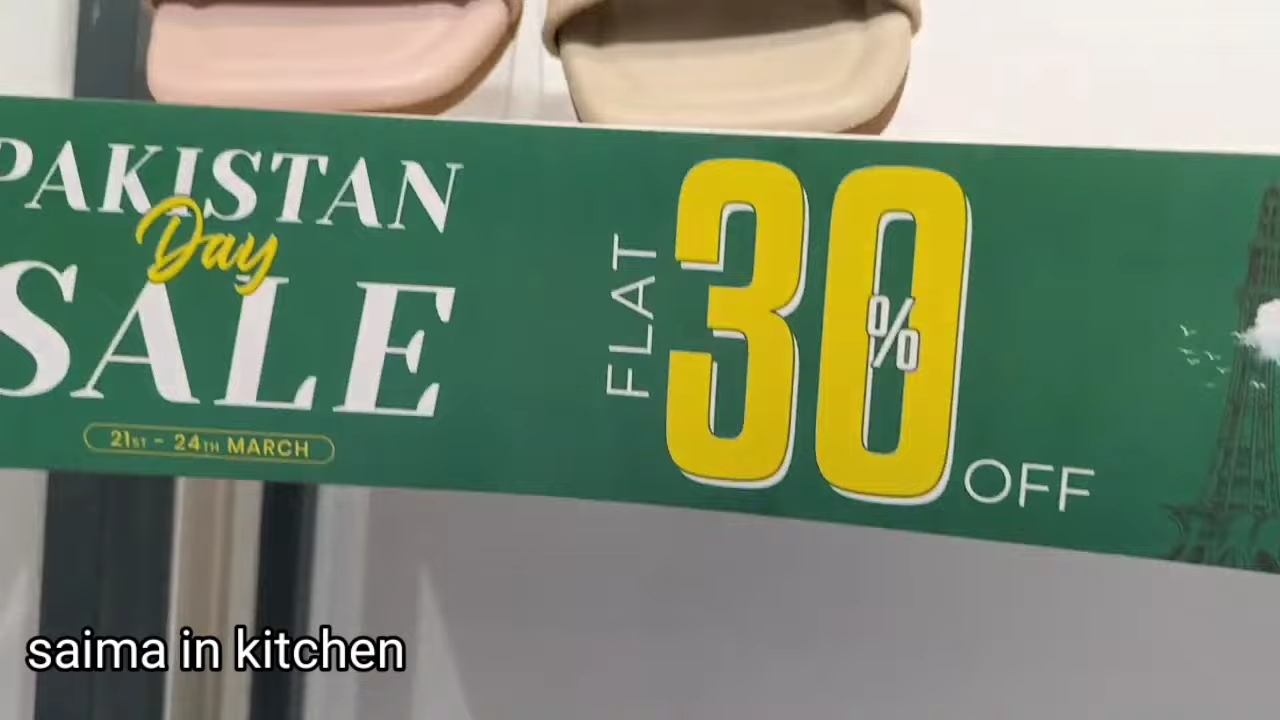 PAKISTAN
Day
SALE
21ST - 24TH MARCH
FLAT
30%
OFF
saima in kitchen